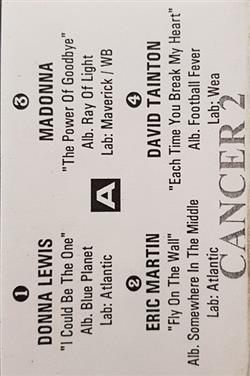 1
DONNA LEWIS
"I Could Be The One"
Alb. Blue Planet
Lab: Atlantic
2
ERIC MARTIN
"Fly On The Wall"
Alb. Somewhere In The Middle
Lab: Atlantic
A
3
MADONNA
"The Power Of Goodbye"
Alb. Ray Of Light
Lab: Maverick / WB
4
DAVID TAINTON
"Each Time You Break My Heart"
Alb. Football Fever
Lab: Wea
CANCER 2